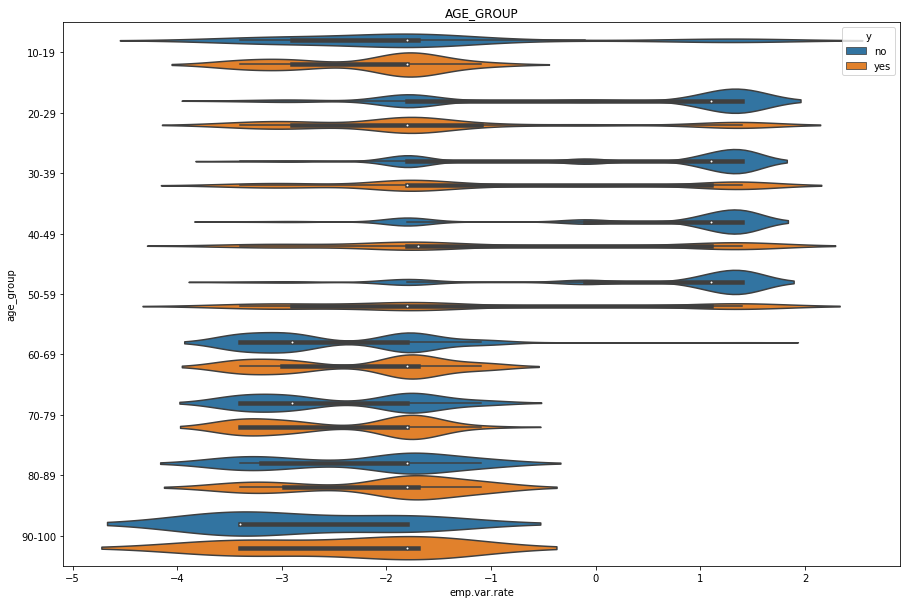 AGE_GROUP
y
no
yes
age_group
10-19
20-29
30-39
40-49
50-59
60-69
70-79
80-89
90-100
−5 −4 −3 −2 −1 0 1 2
emp.var.rate